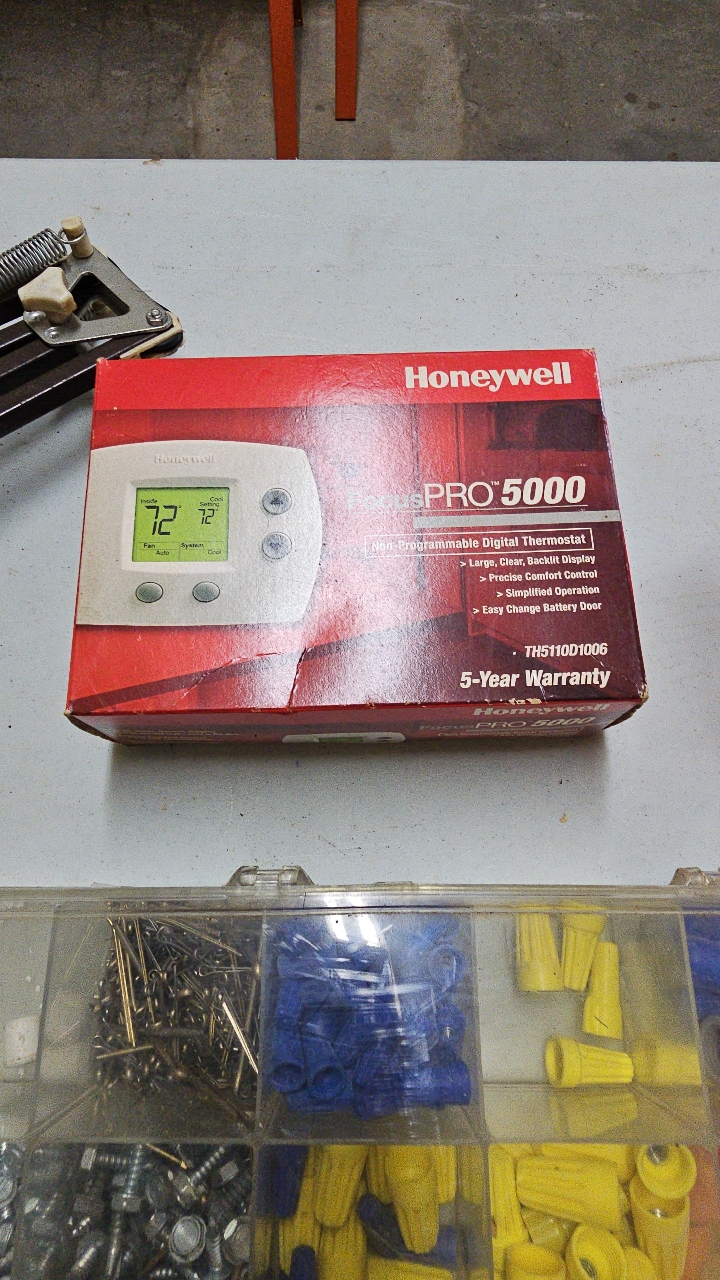 Honeywell
Honeywell
Inside
Cool
Setting
72°
72°
Fan
System
Auto
Cool
FocusPRO™ 5000
Non-Programmable Digital Thermostat
> Large, Clear, Backlit Display
> Precise Comfort Control
> Simplified Operation
> Easy Change Battery Door
TH5110D1006
5-Year Warranty
Honeywell
FocusPRO 5000